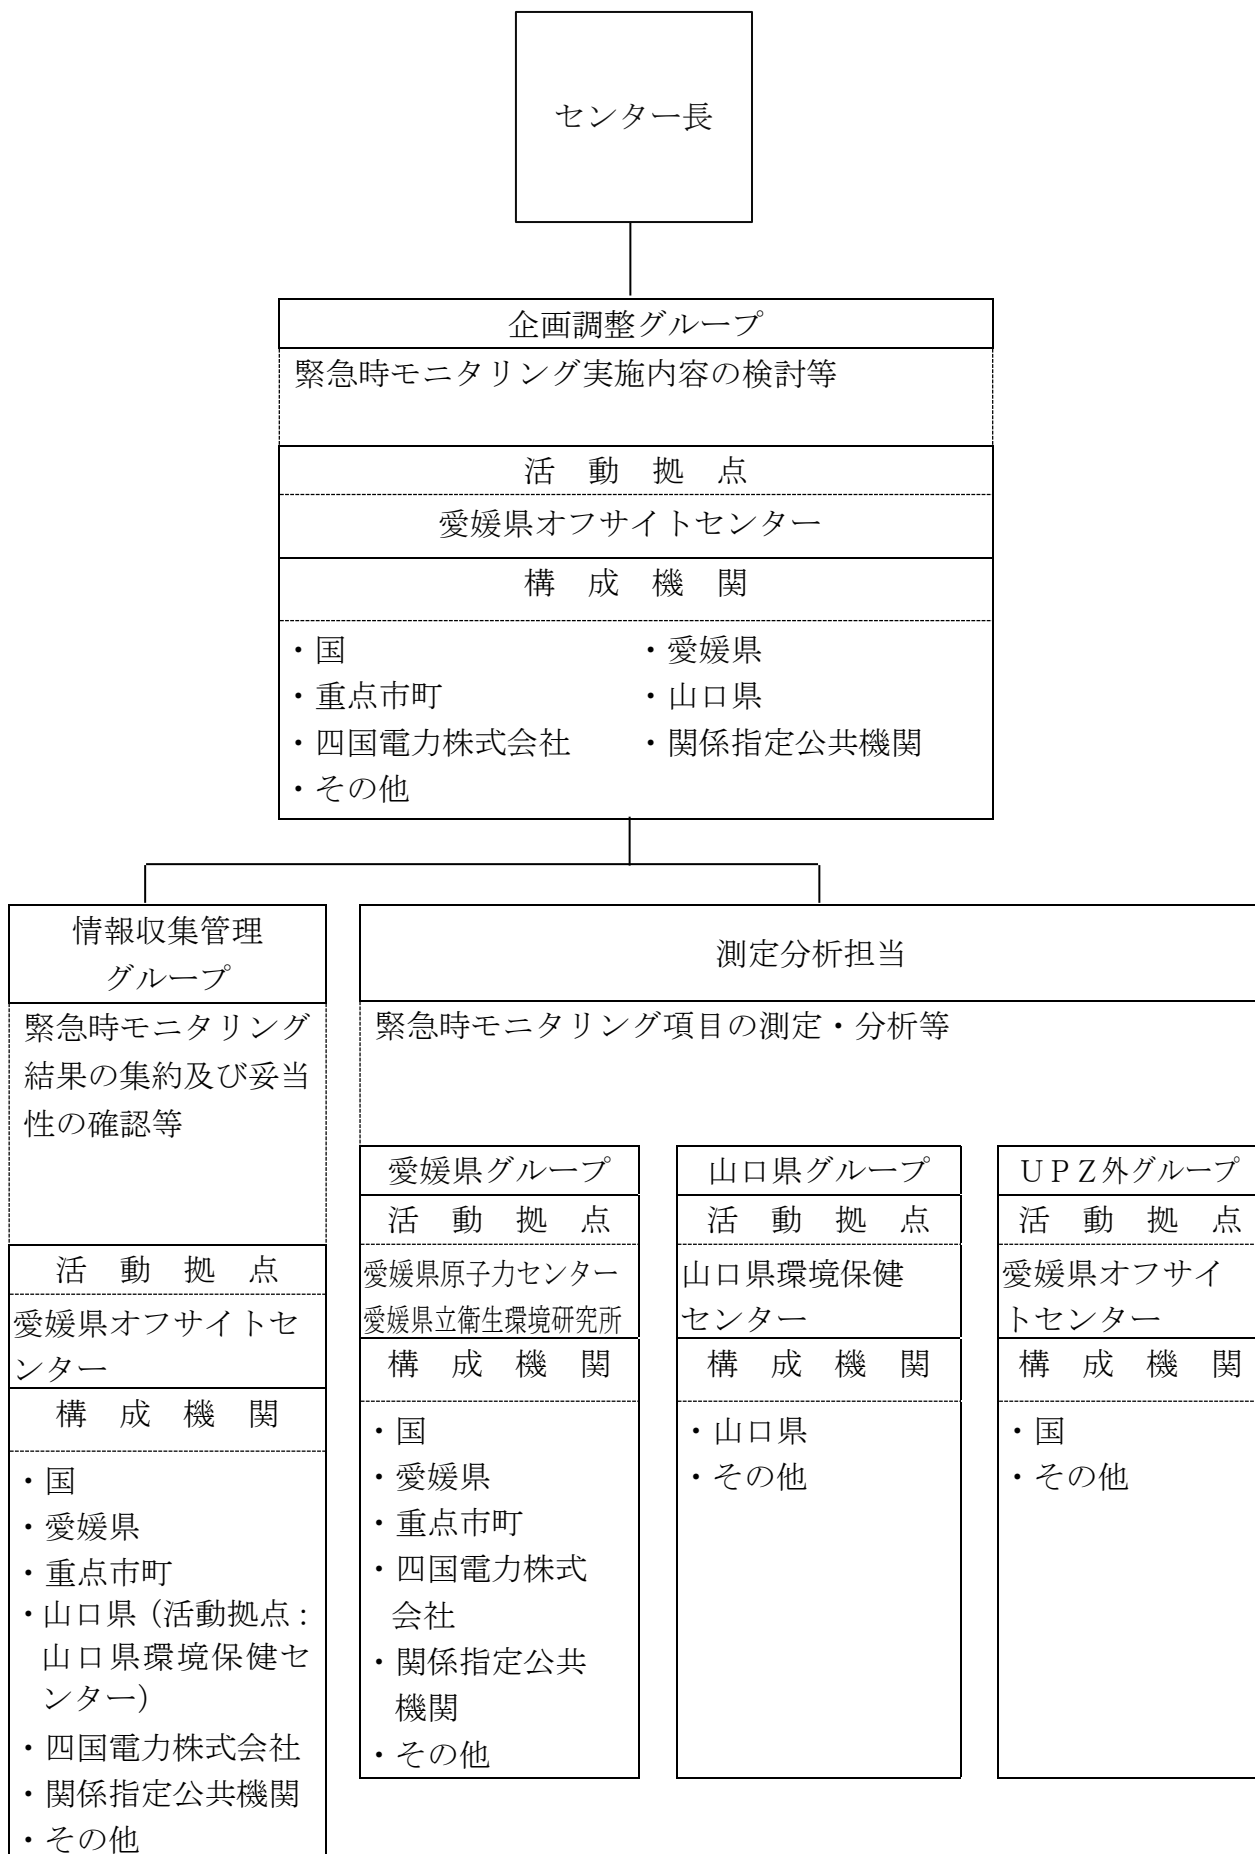 センター長
企画調整グループ
緊急時モニタリング実施内容の検討等
活　動　拠　点
愛媛県オフサイトセンター
構　成　機　関
・国
・愛媛県
・重点市町
・山口県
・四国電力株式会社
・関係指定公共機関
・その他
情報収集管理
グループ
緊急時モニタリング
結果の集約及び妥当
性の確認等
活　動　拠　点
愛媛県オフサイトセ
ンター
構　成　機　関
・国
・愛媛県
・重点市町
・山口県（活動拠点：
山口県環境保健セ
ンター）
・四国電力株式会社
・関係指定公共機関
・その他
測定分析担当
緊急時モニタリング項目の測定・分析等
愛媛県グループ
活　動　拠　点
愛媛県原子力センター
愛媛県立衛生環境研究所
構　成　機　関
・国
・愛媛県
・重点市町
・四国電力株式
会社
・関係指定公共
機関
・その他
山口県グループ
活　動　拠　点
山口県環境保健
センター
構　成　機　関
・山口県
・その他
ＵＰＺ外グループ
活　動　拠　点
愛媛県オフサイ
トセンター
構　成　機　関
・国
・その他